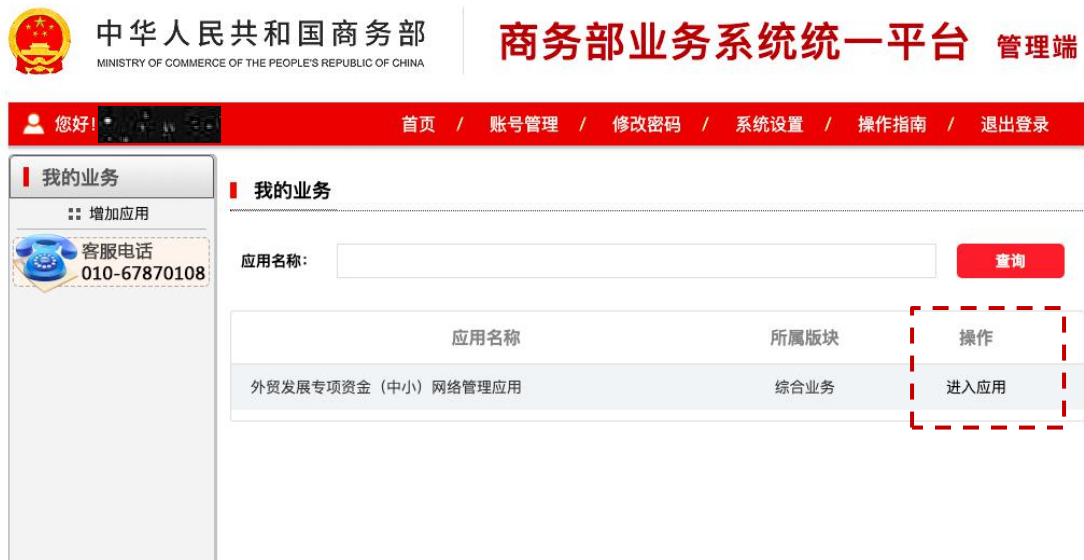 中华人民共和国商务部
MINISTRY OF COMMERCE OF THE PEOPLE'S REPUBLIC OF CHINA
商务部业务系统统一平台 管理端
您好!
首页 / 账号管理 / 修改密码 / 系统设置 / 操作指南 / 退出登录
我的业务
增加应用
客服电话
010-67870108
我的业务
应用名称:
查询
应用名称 所属版块 操作
外贸发展专项资金（中小）网络管理应用 综合业务 进入应用